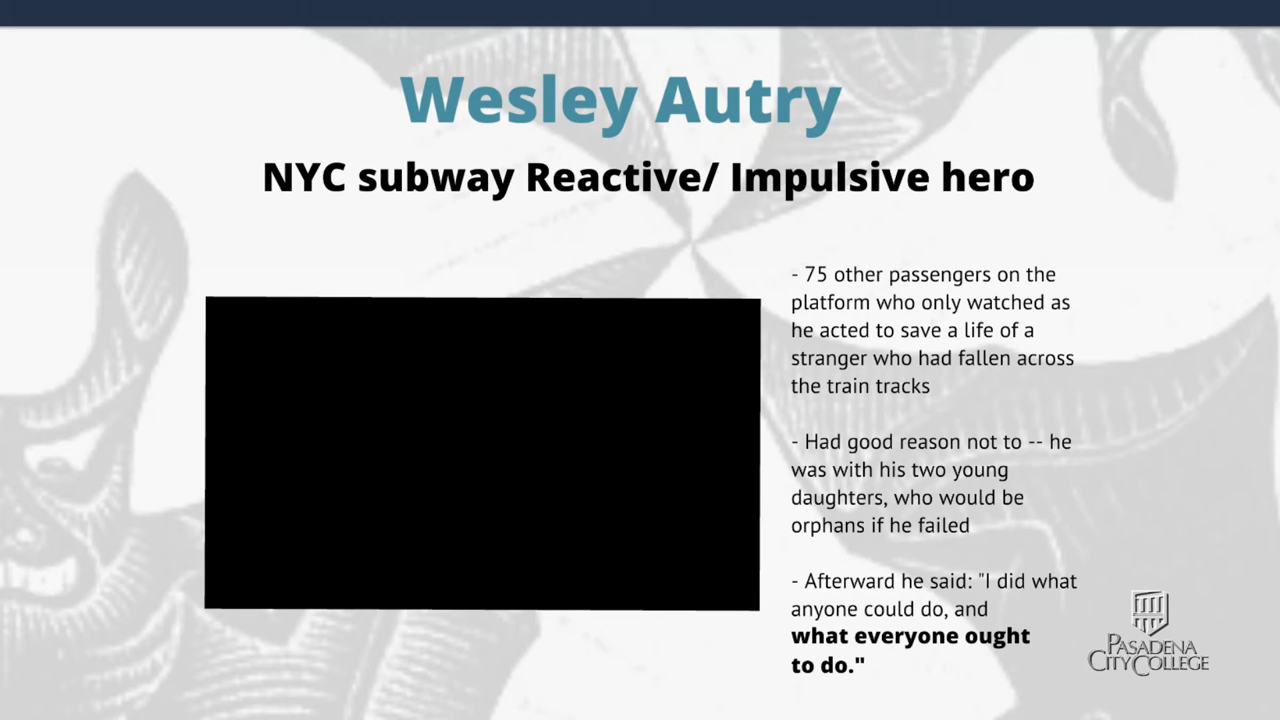 Wesley Autry
NYC subway Reactive/ Impulsive hero
- 75 other passengers on the
platform who only watched as
he acted to save a life of a
stranger who had fallen across
the train tracks
- Had good reason not to -- he
was with his two young
daughters, who would be
orphans if he failed
- Afterward he said: "I did what
anyone could do, and
what everyone ought
to do."
PASADENA
CITY COLLEGE